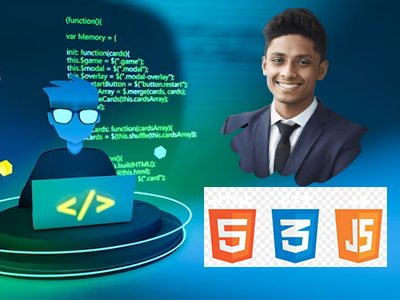 (function(){
var Memory = {
init: function(cards){
this.$game = $(".game");
this.$modal = $(".modal");
this.$overlay = $(".modal-overlay");
startButton = $("button.restart");
Array = $.merge(cards, cards);
eCards(this.cardsArray);
Cards: function(cardsArray){
= $(this.shuffle(this.cardsArray));
function(){
.buildHTML();
(this.html);
$(".card");
</>
5 3 JS